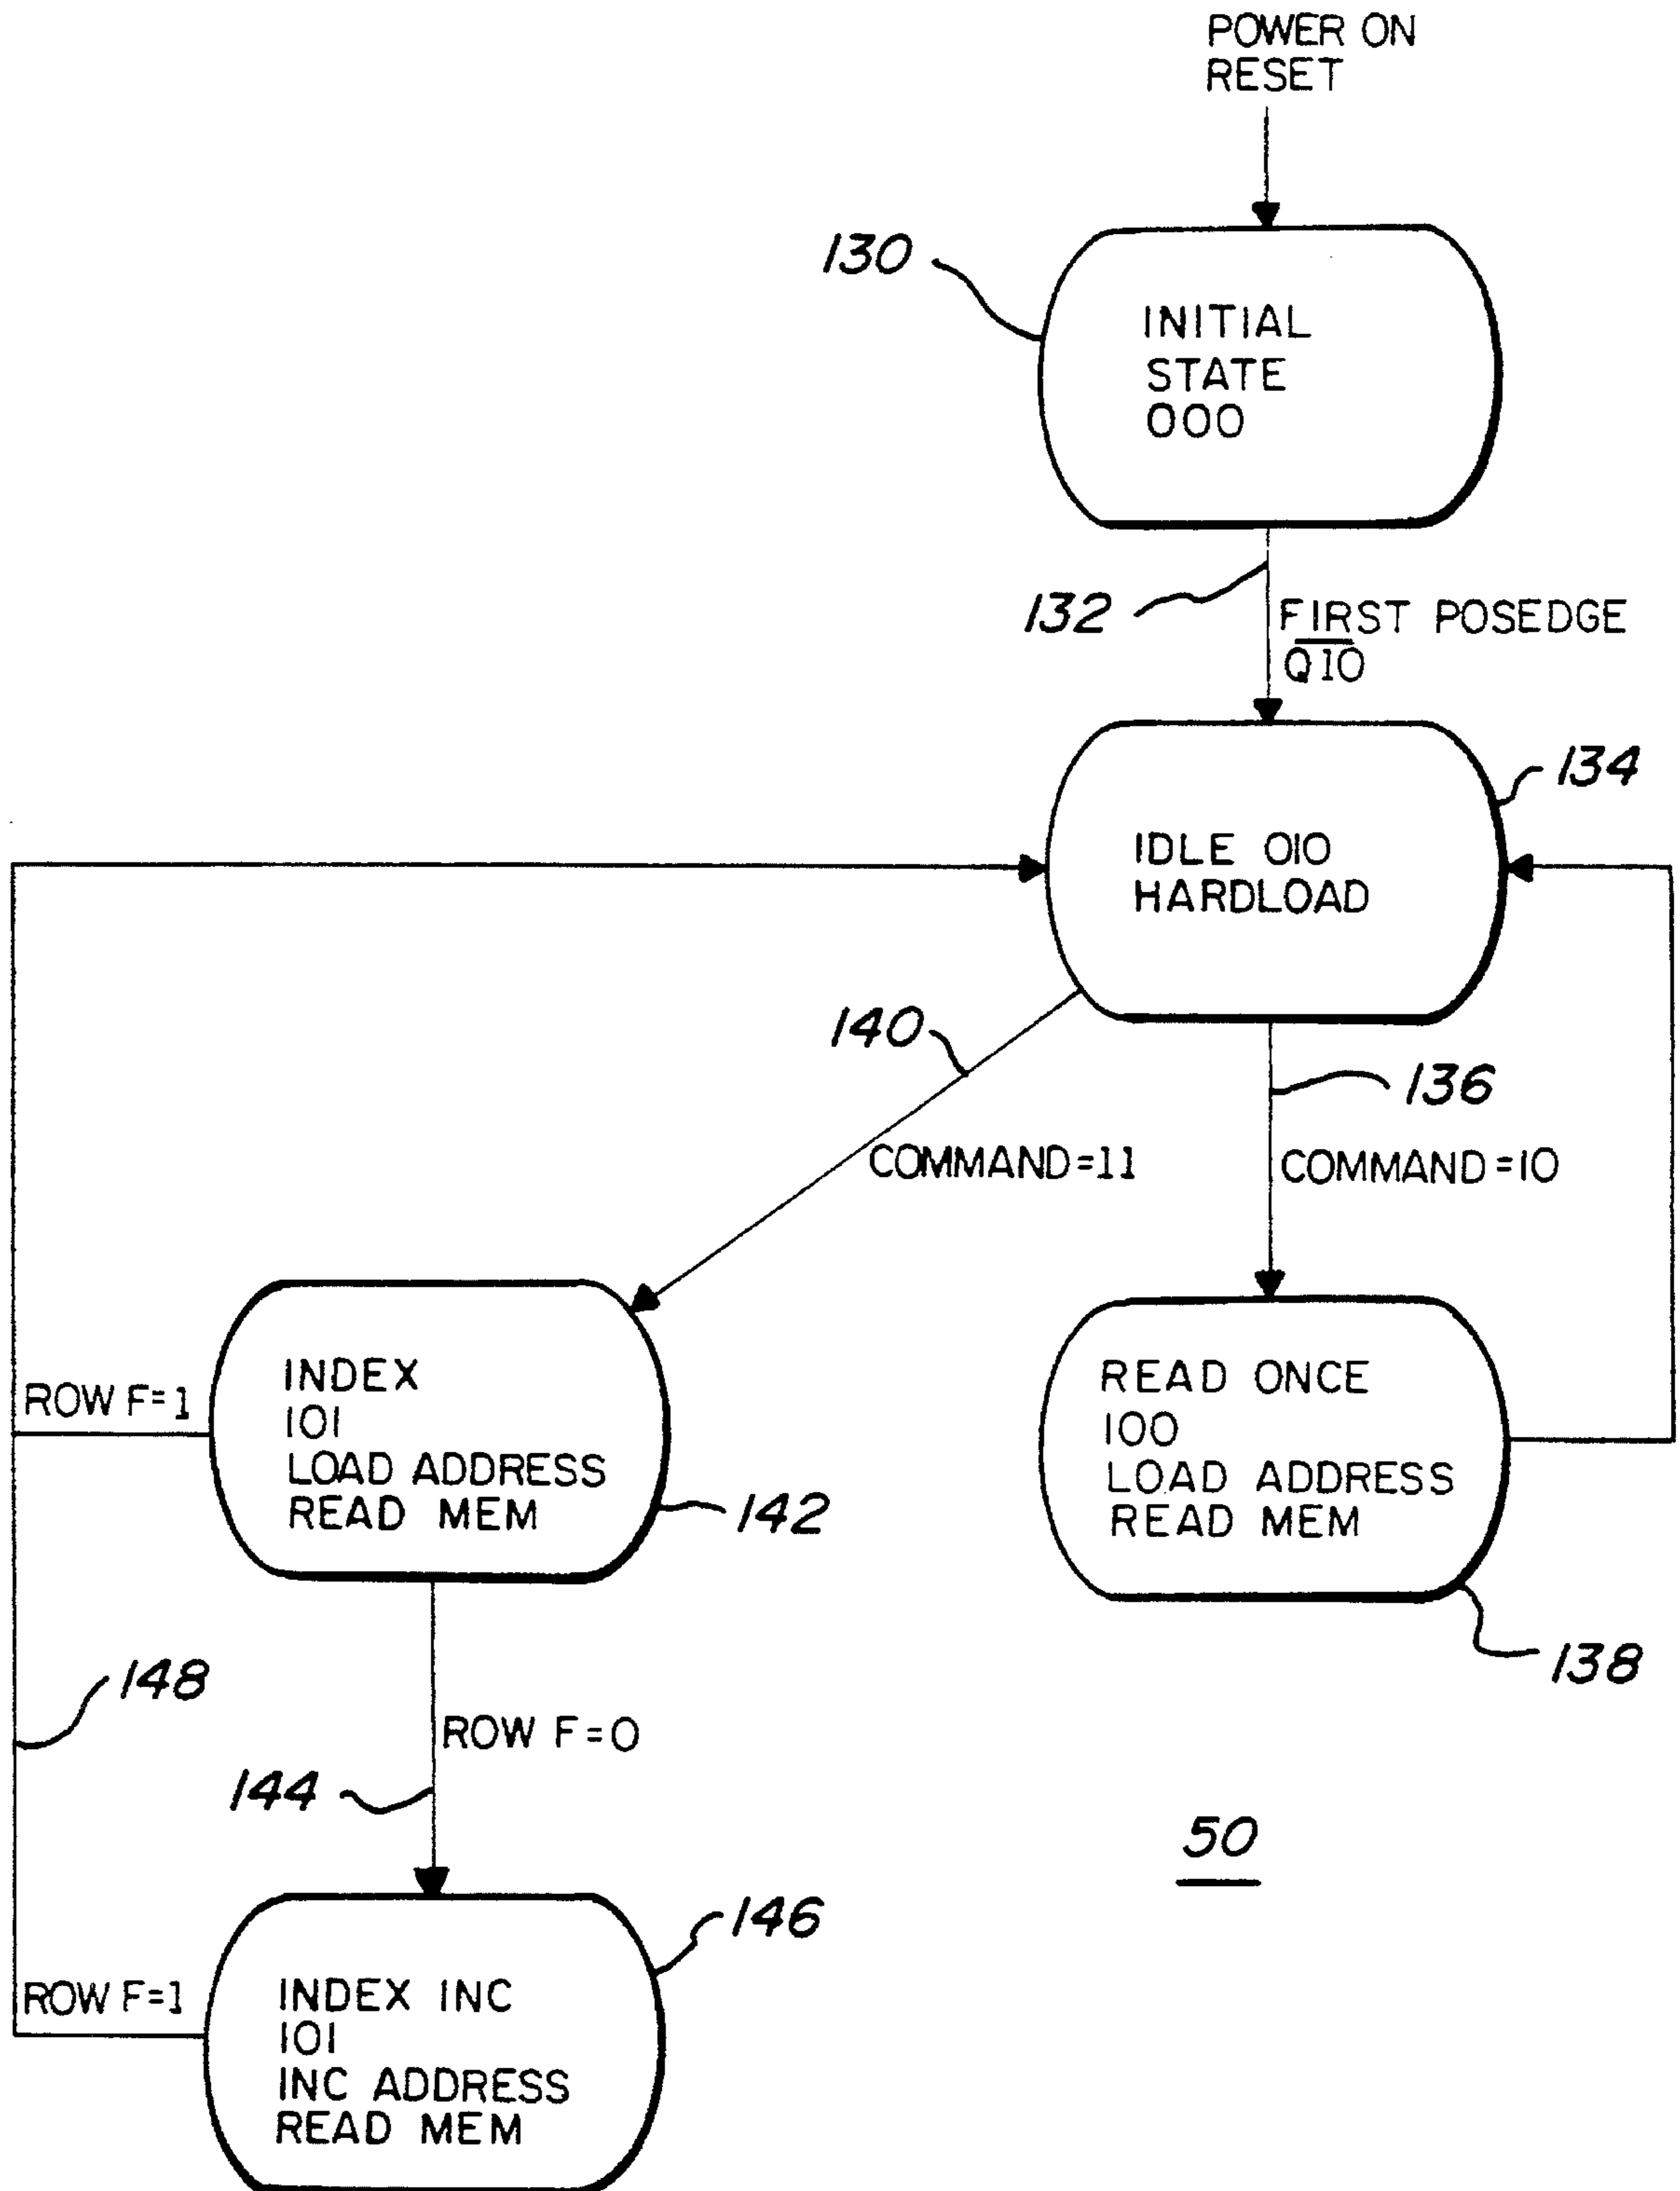 POWER ON
RESET
130
INITIAL
STATE
000
132
FIRST POSEDGE
Q10
134
IDLE 010
HARDLOAD
140
136
COMMAND=11
COMMAND=10
INDEX
101
LOAD ADDRESS
READ MEM
ROW F=1
142
READ ONCE
100
LOAD ADDRESS
READ MEM
138
148
ROW F=0
144
50
146
INDEX INC
101
INC ADDRESS
READ MEM
ROW F=1